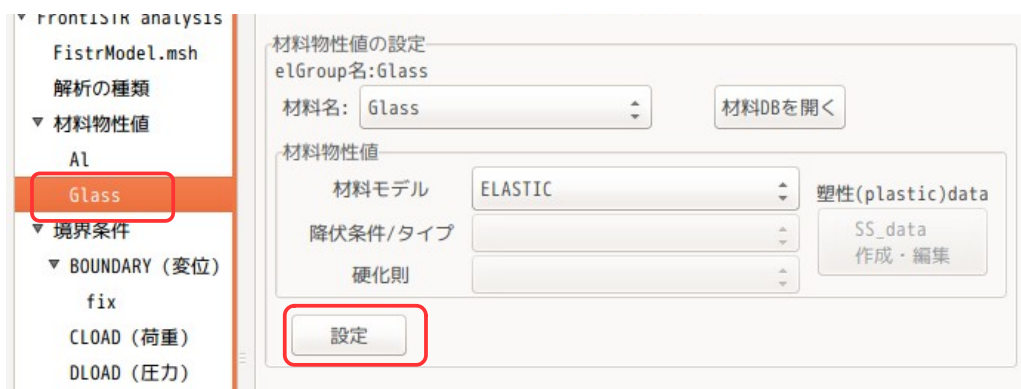 FrontISTR analysis
FistrModel.msh
解析の種類
材料物性値
Al
Glass
境界条件
BOUNDARY (変位)
fix
CLOAD (荷重)
DLOAD (圧力)
材料物性値の設定
elGroup名:Glass
材料名: Glass
材料DBを開く
材料物性値
材料モデル ELASTIC
降伏条件/タイプ
硬化則
塑性(plastic)data
SS_data
作成・編集
設定